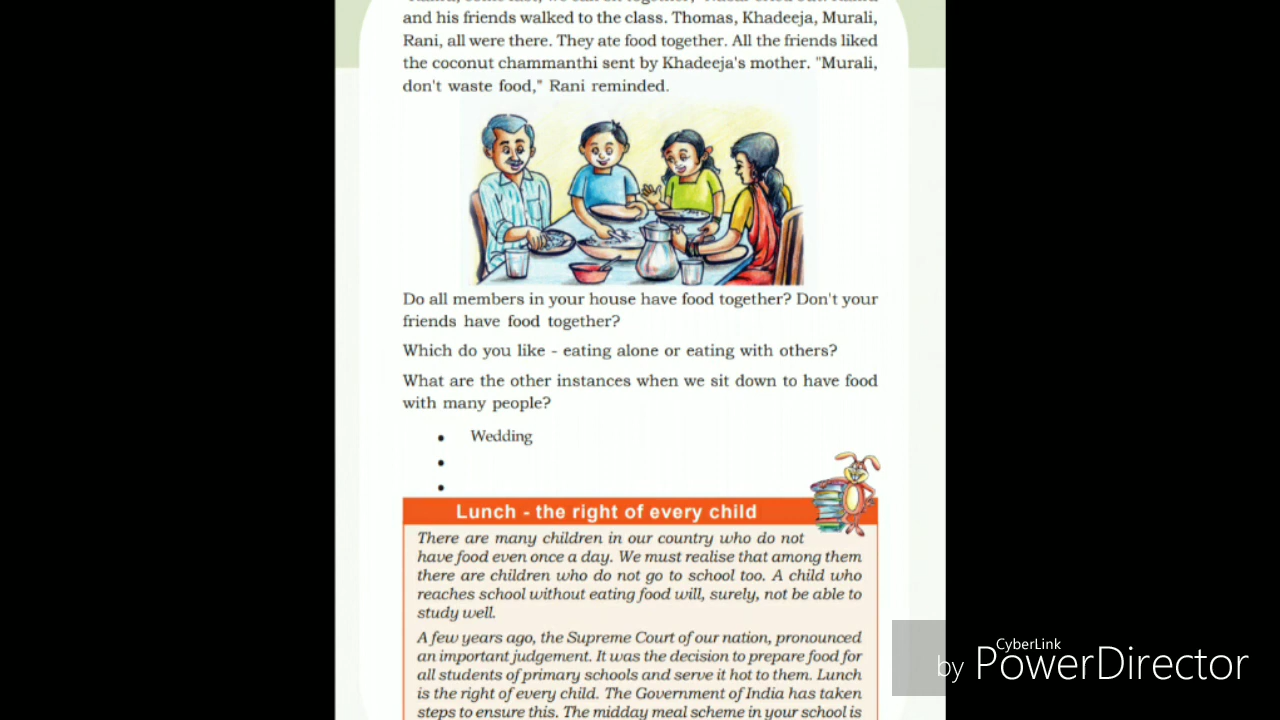 and his friends walked to the class. Thomas, Khadeeja, Murali,
Rani, all were there. They ate food together. All the friends liked
the coconut chammanthi sent by Khadeeja's mother. "Murali,
don't waste food," Rani reminded.
Do all members in your house have food together? Don't your
friends have food together?
Which do you like - eating alone or eating with others?
What are the other instances when we sit down to have food
with many people?
• Wedding
•
•
Lunch - the right of every child
There are many children in our country who do not
have food even once a day. We must realise that among them
there are children who do not go to school too. A child who
reaches school without eating food will, surely, not be able to
study well.
A few years ago, the Supreme Court of our nation, pronounced
an important judgement. It was the decision to prepare food for
all students of primary schools and serve it hot to them. Lunch
is the right of every child. The Government of India has taken
steps to ensure this. The midday meal scheme in your school is
CyberLink
by PowerDirector